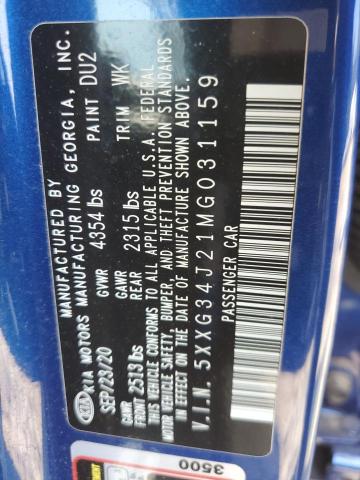 MANUFACTURED BY
KIA KIA MOTORS MANUFACTURING GEORGIA, INC.
SEP/23/20 GVWR 4354 lbs PAINT DU2
GAWR FRONT 2513 lbs GAWR REAR 2315 lbs TRIM WK
THIS VEHICLE CONFORMS TO ALL APPLICABLE U.S.A. FEDERAL
MOTOR VEHICLE SAFETY BUMPER, AND THEFT PREVENTION STANDARDS
IN EFFECT ON THE DATE OF MANUFACTURE SHOWN ABOVE.
V.I.N. 5XXG34J21MG031159
PASSENGER CAR
3500